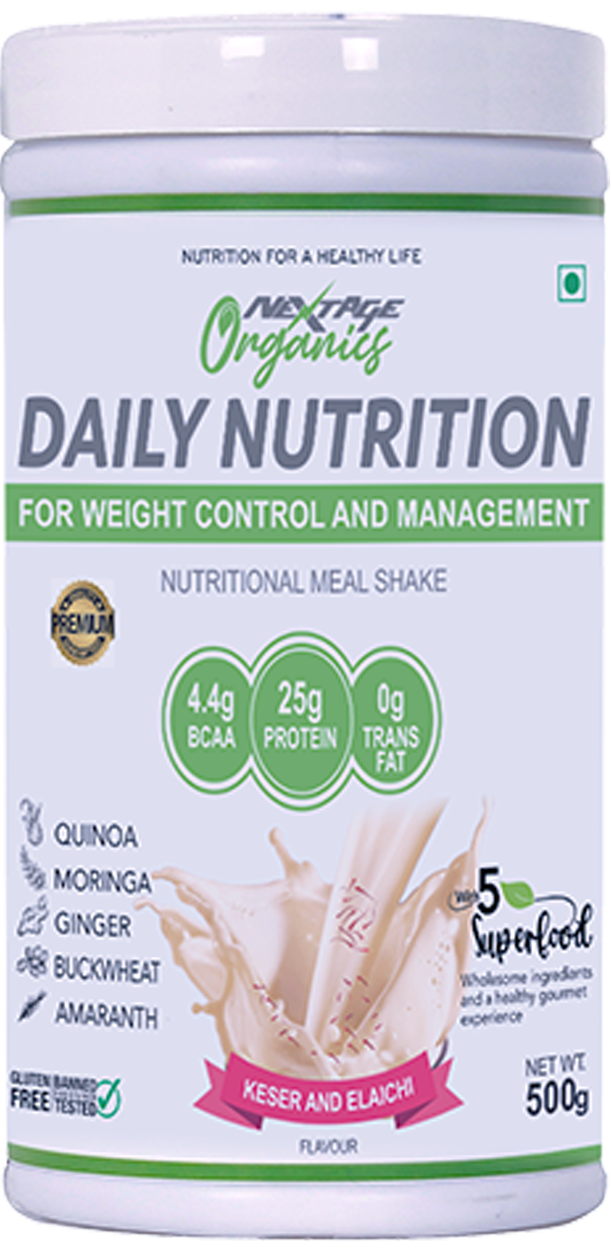 NUTRITION FOR A HEALTHY LIFE
NEXTAGE
Organics
DAILY NUTRITION
FOR WEIGHT CONTROL AND MANAGEMENT
NUTRITIONAL MEAL SHAKE
PREMIUM
4.4g
BCAA
25g
PROTEIN
0g
TRANS
FAT
QUINOA
MORINGA
GINGER
BUCKWHEAT
AMARANTH
With 5
Superfood
Wholesome ingredients
and a healthy gourmet
experience
GLUTEN
FREE
BANNED
TESTED
KESER AND ELAICHI
FLAVOUR
NET WT.
500g